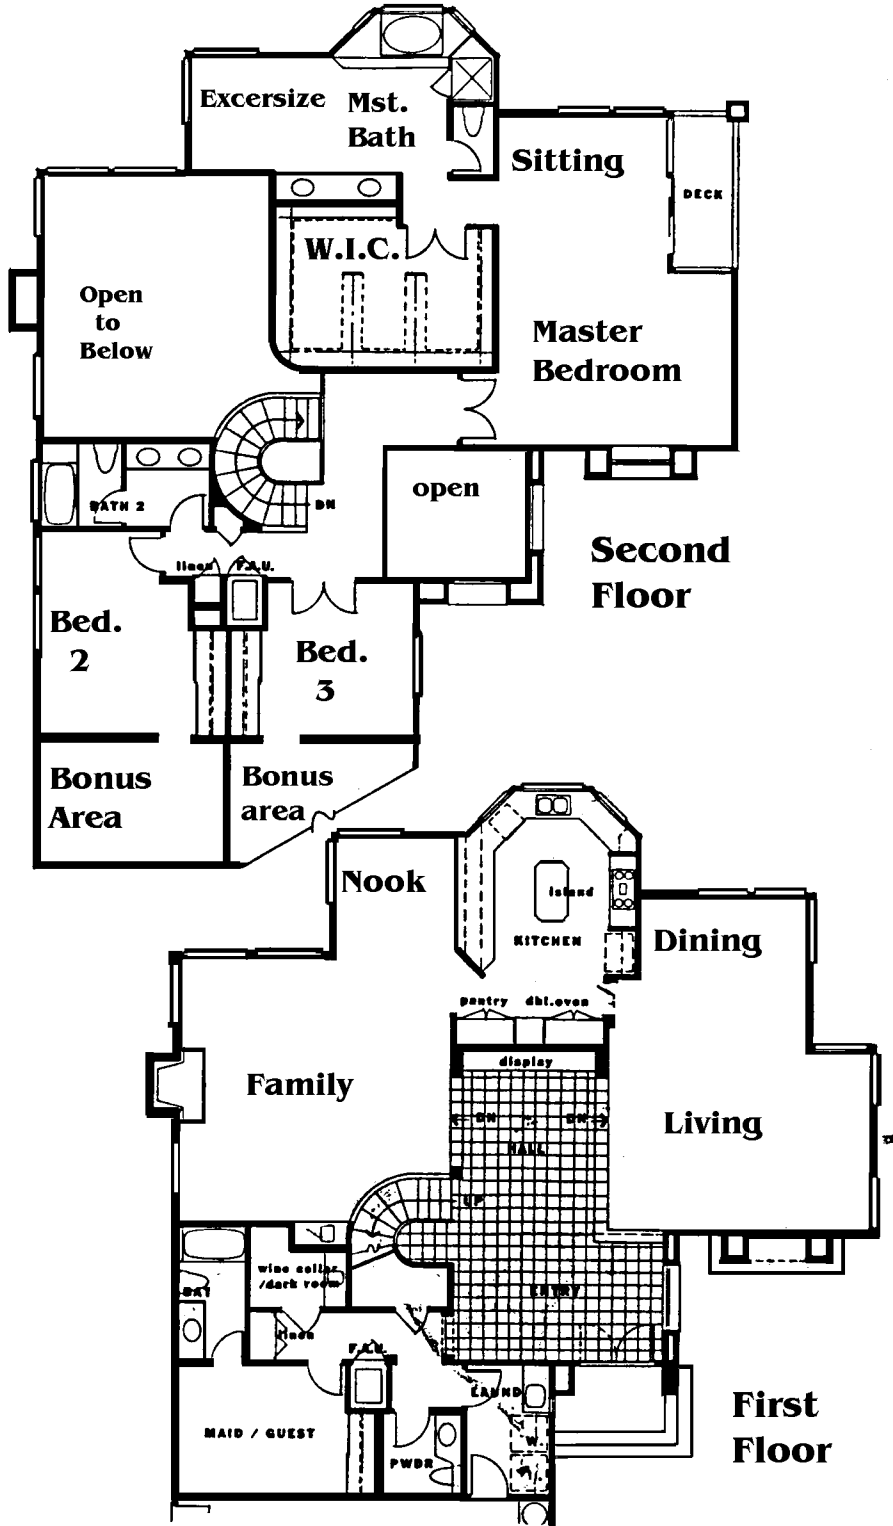 Excersize
Mst.
Bath
Sitting
DECK
W.I.C.
Open
to
Below
Master
Bedroom
open
DN
BATH 2
linen
F.A.U.
Second
Floor
Bed.
2
Bed.
3
Bonus
Area
Bonus
area
Nook
island
KITCHEN
Dining
pantry
dbl.oven
display
Family
DN
DN
HALL
Living
UP
wine cellar
/dark room
BAT
ENTRY
linen
F.A.U.
LAUND
First
Floor
MAID / GUEST
W.
PWDR